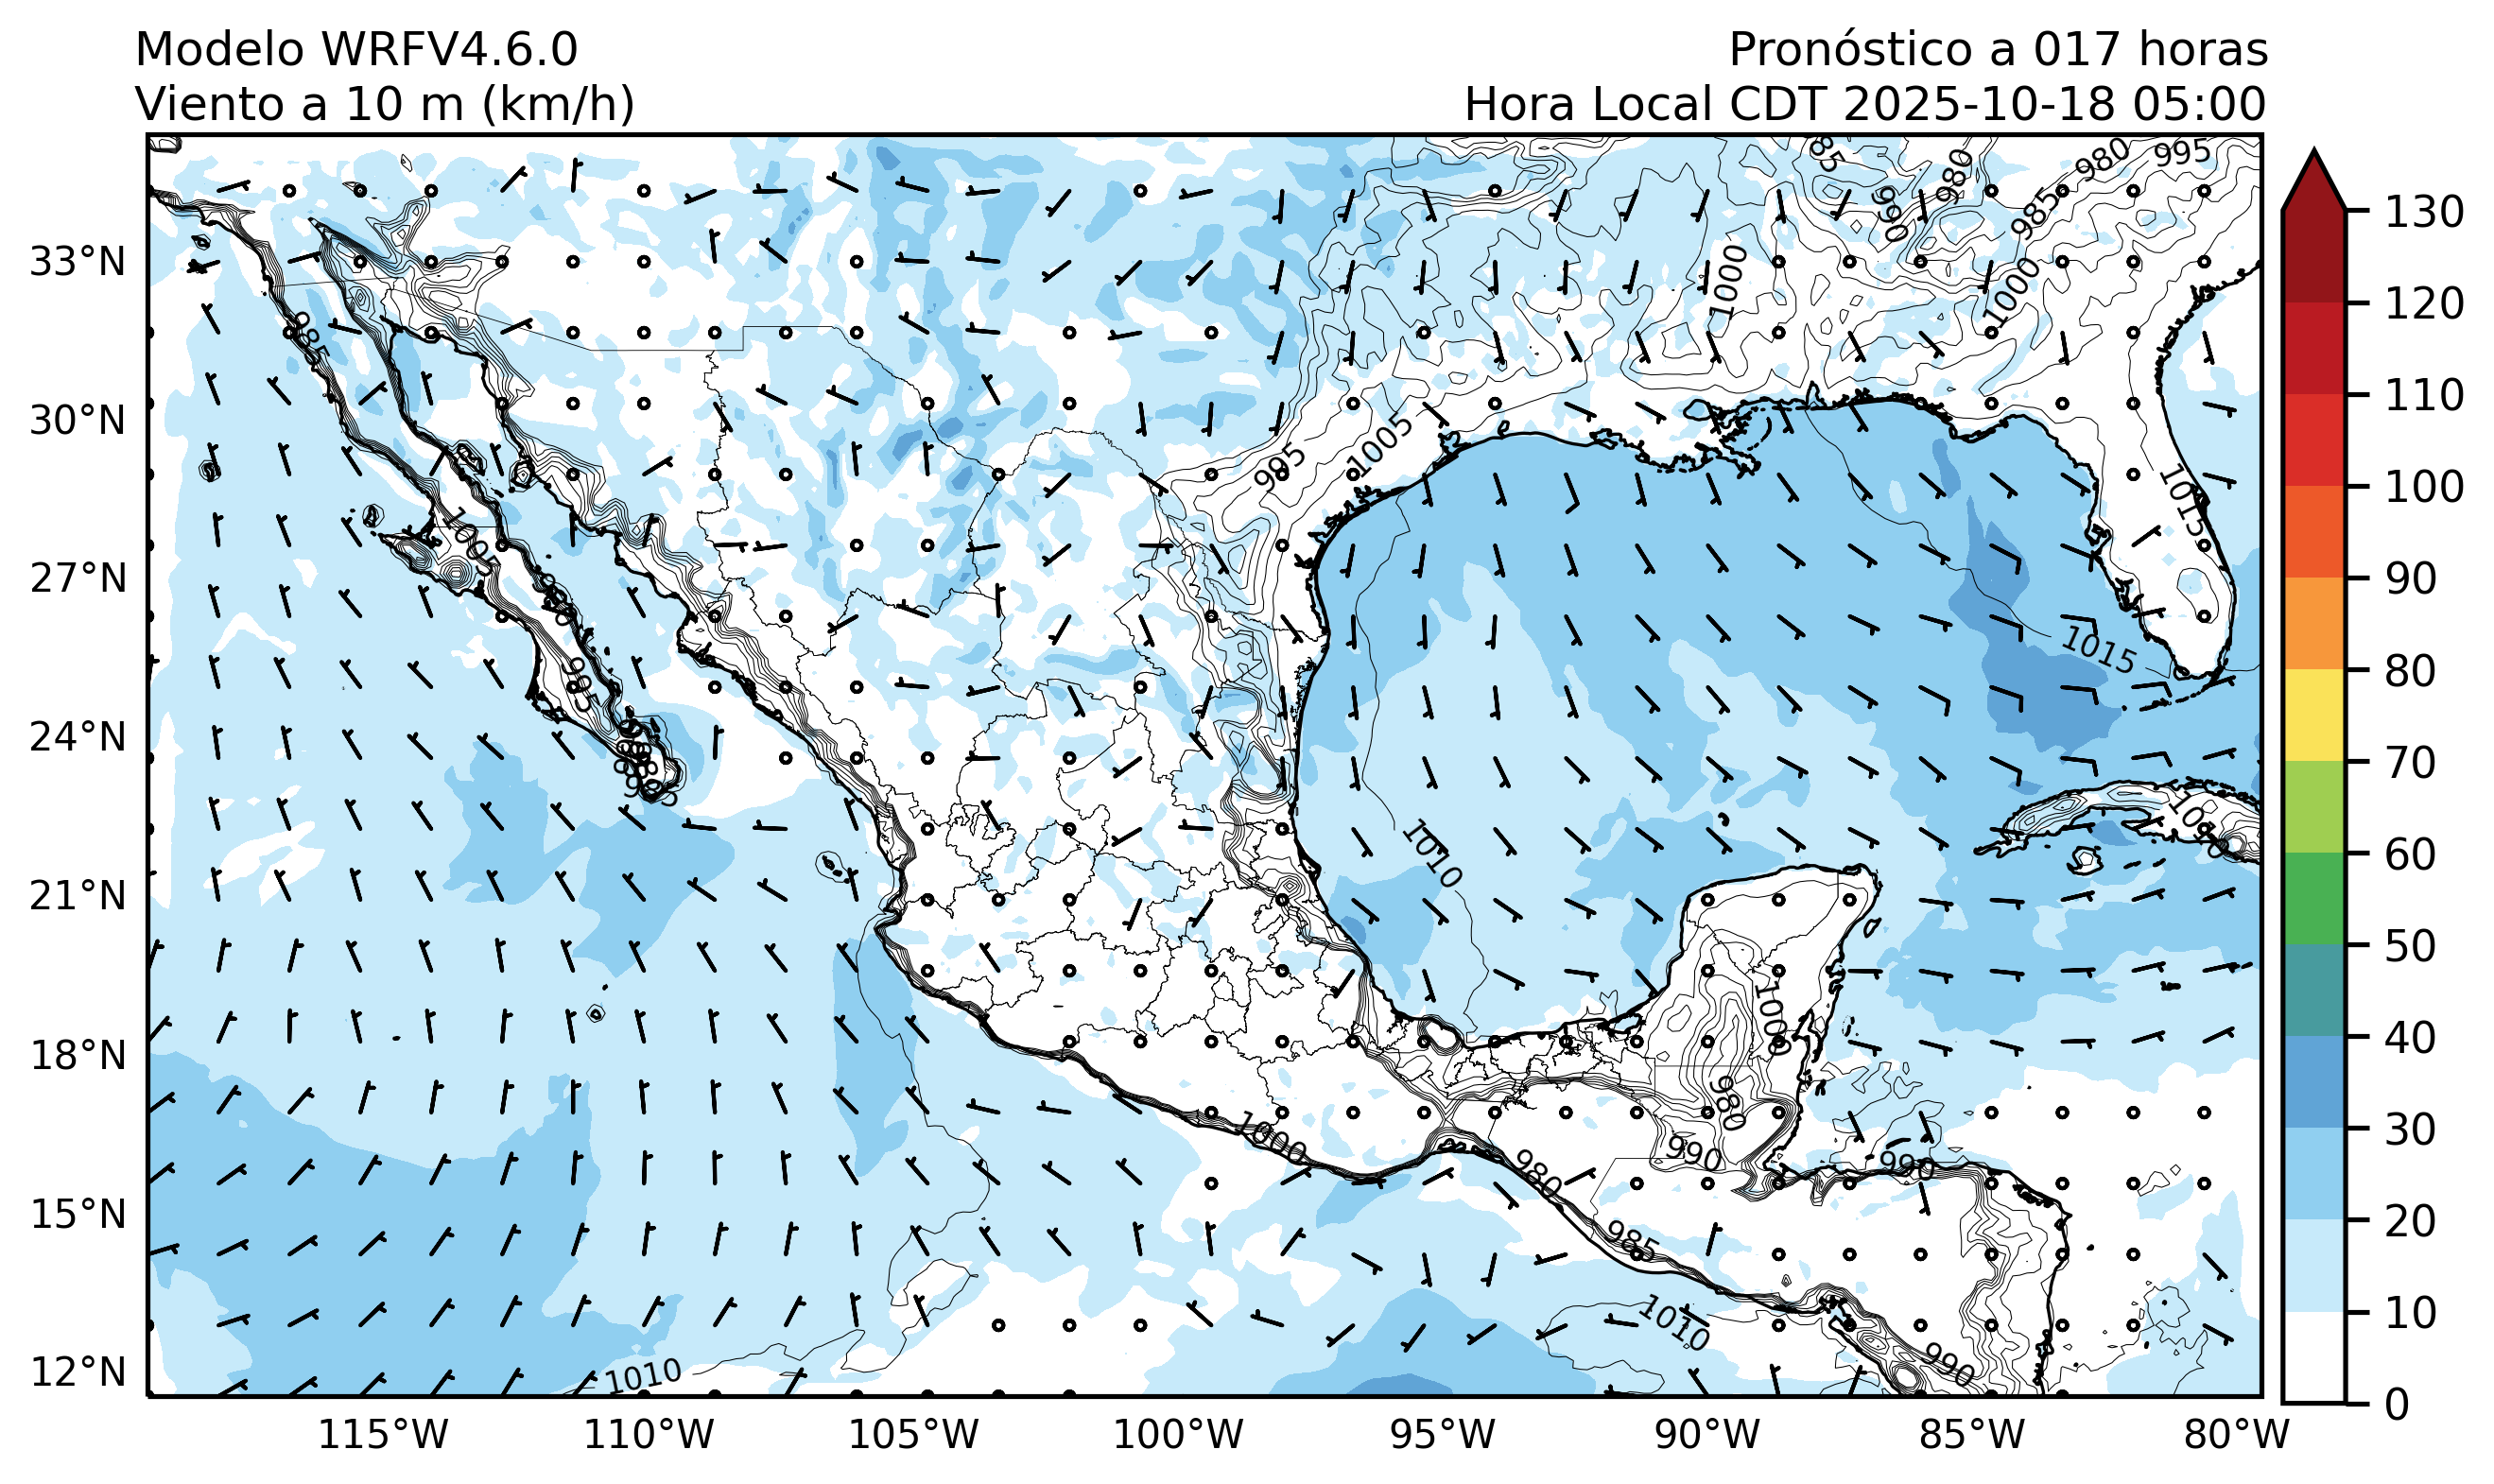 Modelo WRFV4.6.0
Viento a 10 m (km/h)
Pronóstico a 017 horas
Hora Local CDT 2025-10-18 05:00
33°N
30°N
27°N
24°N
21°N
18°N
15°N
12°N
115°W
110°W
105°W
100°W
95°W
90°W
85°W
80°W
130
120
110
100
90
80
70
60
50
40
30
20
10
0
980
995
980
990
985
1000
1000
985
995
1005
1015
1005
995
1015
1010
1010
1000
980
990
990
1000
980
985
1010
990
1010